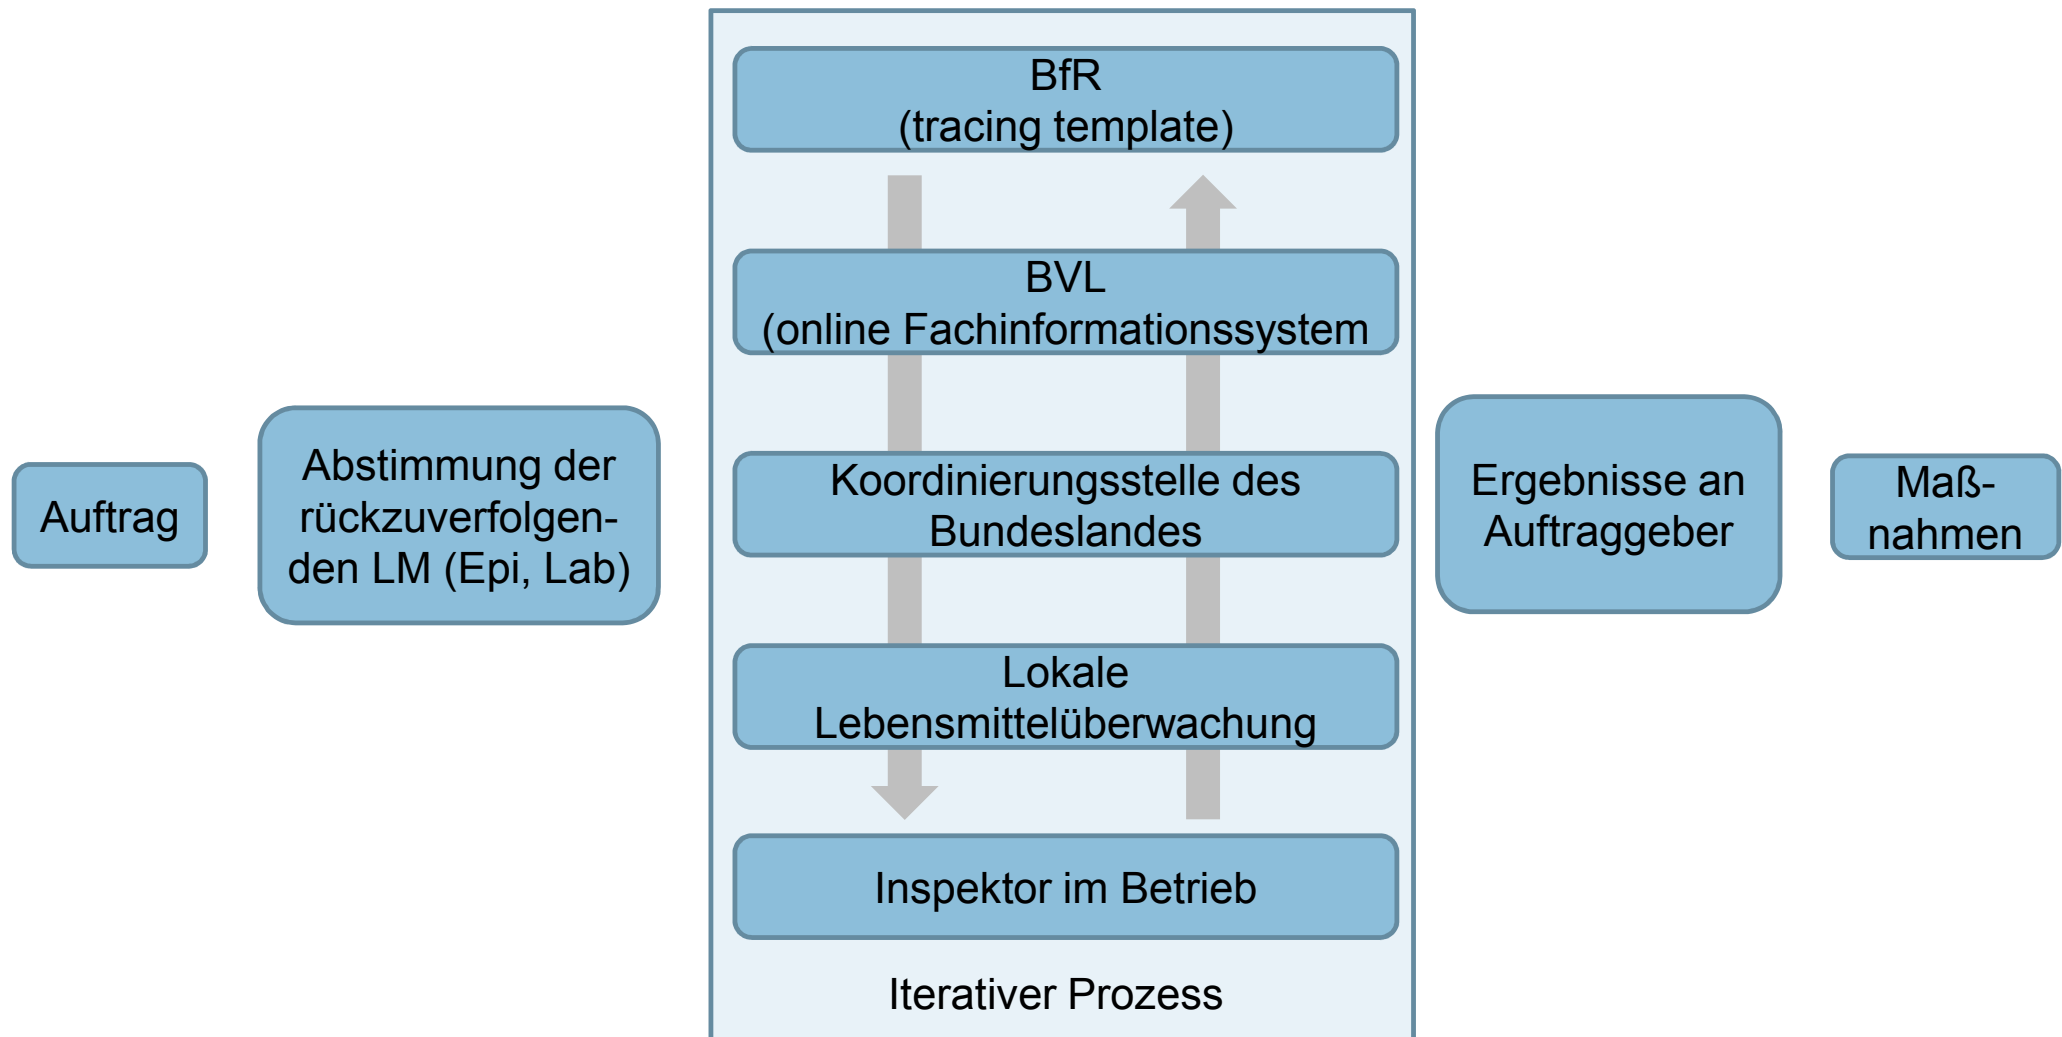 Auftrag
Abstimmung der
rückzuverfolgen-
den LM (Epi, Lab)
BfR
(tracing template)
BVL
(online Fachinformationssystem
Koordinierungsstelle des
Bundeslandes
Lokale
Lebensmittelüberwachung
Inspektor im Betrieb
Iterativer Prozess
Ergebnisse an
Auftraggeber
Maß-
nahmen